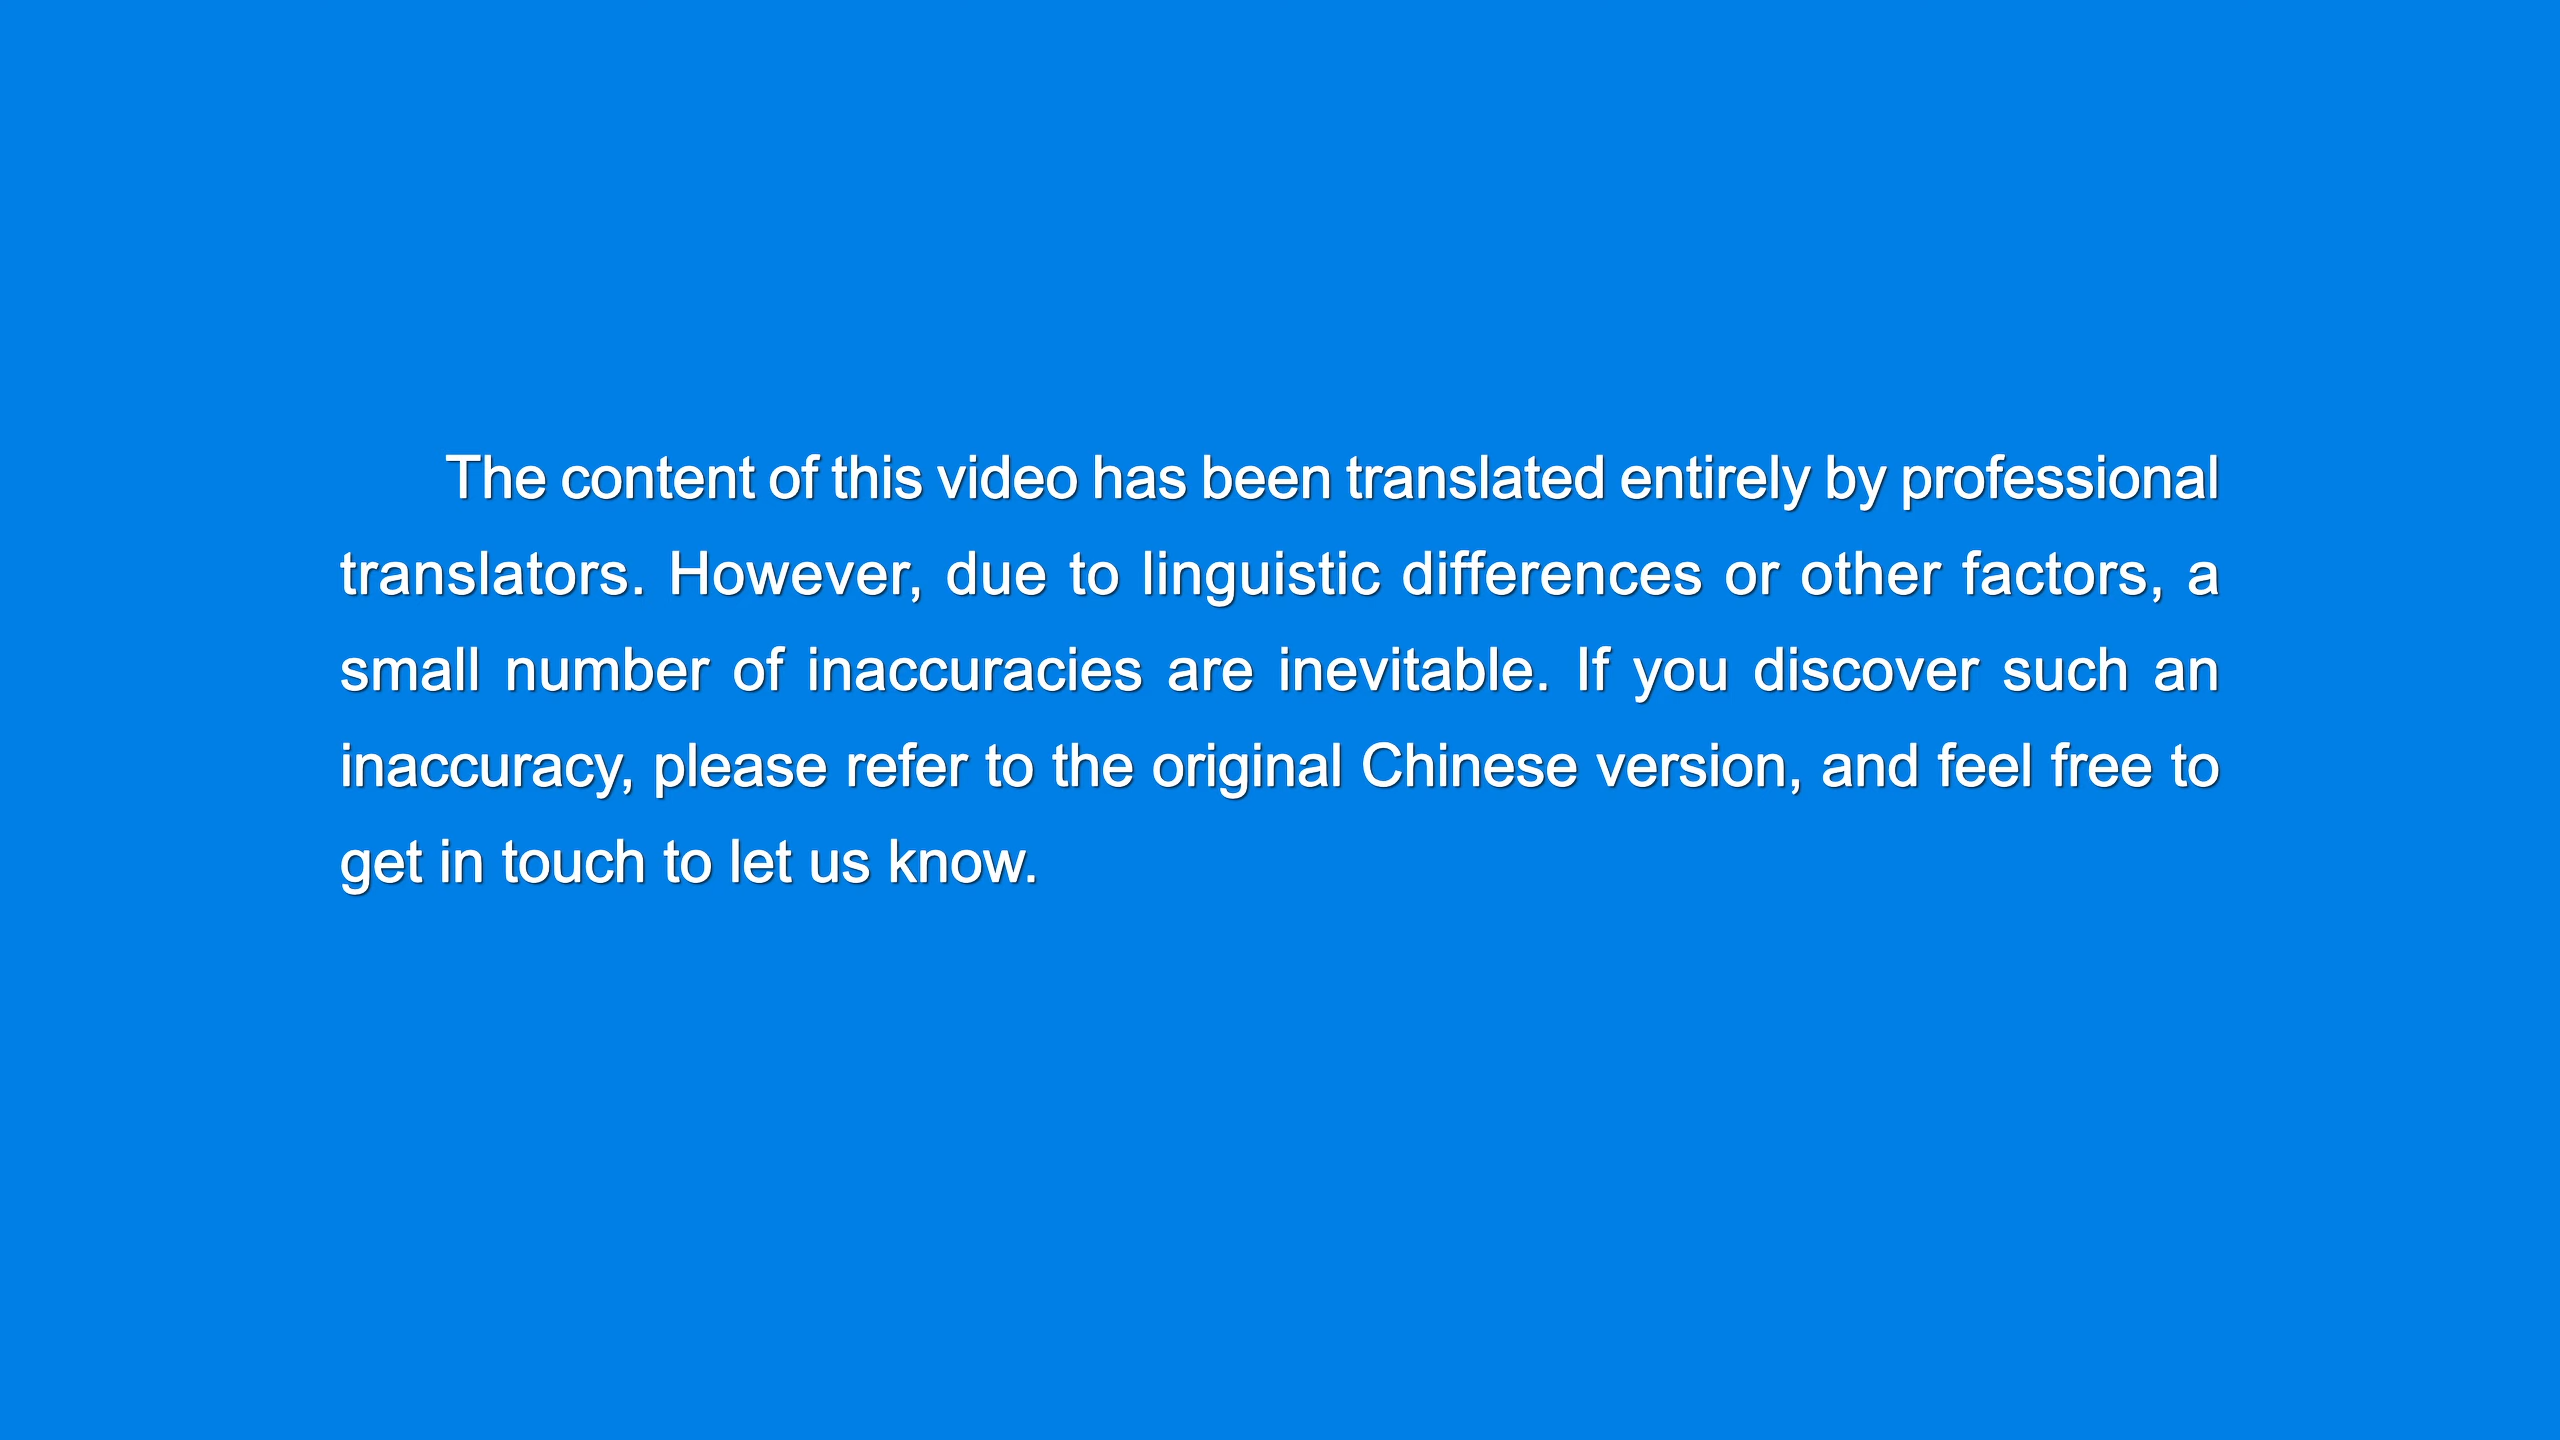 The content of this video has been translated entirely by professional
translators. However, due to linguistic differences or other factors, a
small number of inaccuracies are inevitable. If you discover such an
inaccuracy, please refer to the original Chinese version, and feel free to
get in touch to let us know.